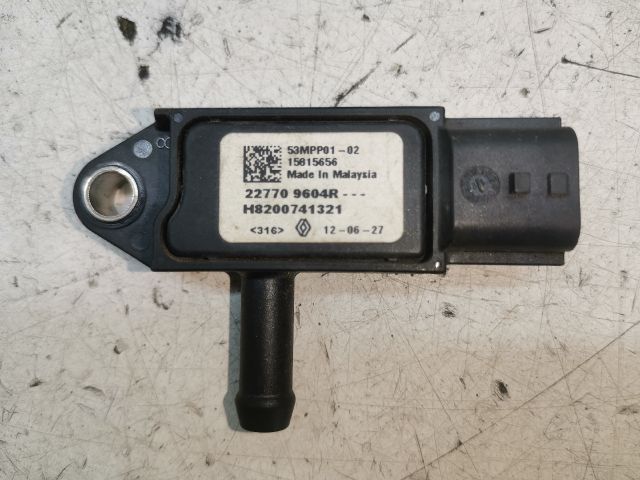 53MPP01-02
15815656
Made In Malaysia
22770 9604R---
H8200741321
<316> 12-06-27